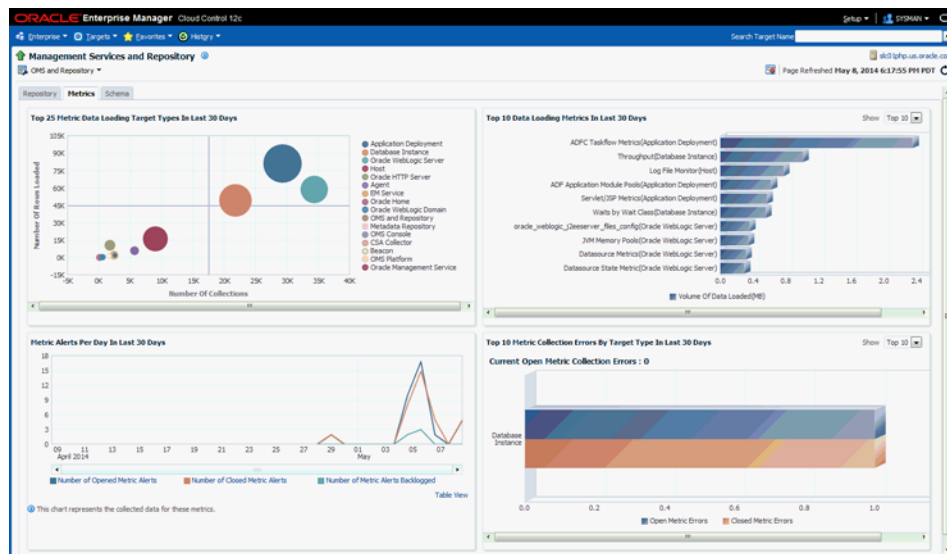 ORACLE Enterprise Manager Cloud Control 12c
Setup
SYSMAN
Enterprise Targets Favorites History
Search Target Name
Management Services and Repository
OMS and Repository
Page Refreshed May 8, 2014 6:17:55 PM PDT
Repository Metrics Schema
Top 25 Metric Data Loading Target Types In Last 30 Days
Number Of Rows Loaded
105K
90K
75K
60K
45K
30K
15K
0K
-15K
-5K 0K 5K 10K 15K 20K 25K 30K 35K 40K
Number Of Collections
Application Deployment
Database Instance
Oracle WebLogic Server
Host
Oracle HTTP Server
Agent
EM Service
Oracle Home
Oracle WebLogic Domain
OMS and Repository
Metadata Repository
OMS Console
CSA Collector
Beacon
OMS Platform
Oracle Management Service
Top 10 Data Loading Metrics In Last 30 Days
Show Top 10
ADFC Taskflow Metrics(Application Deployment)
Throughput(Database Instance)
Log File Monitor(Host)
ADF Application Module Pools(Application Deployment)
Servlet/JSP Metrics(Application Deployment)
Waits by Wait Class(Database Instance)
oracle_weblogic_j2eeserver_files_config(Oracle WebLogic Server)
JVM Memory Pools(Oracle WebLogic Server)
Datasource Metrics(Oracle WebLogic Server)
Datasource State Metric(Oracle WebLogic Server)
0.0 0.4 0.8 1.2 1.6 2.0 2.4
Volume Of Data Loaded(MB)
Metric Alerts Per Day In Last 30 Days
18
15
12
9
6
3
0
09 11 13 15 17 19 21 23 25 27 29 01 03 05 07
April 2014 May
Number of Opened Metric Alerts Number of Closed Metric Alerts Number of Metric Alerts Backlogged
Table View
This chart represents the collected data for these metrics.
Top 10 Metric Collection Errors By Target Type In Last 30 Days
Show Top 10
Current Open Metric Collection Errors : 0
Database
Instance
0.0 0.2 0.4 0.6 0.8 1.0
Open Metric Errors Closed Metric Errors